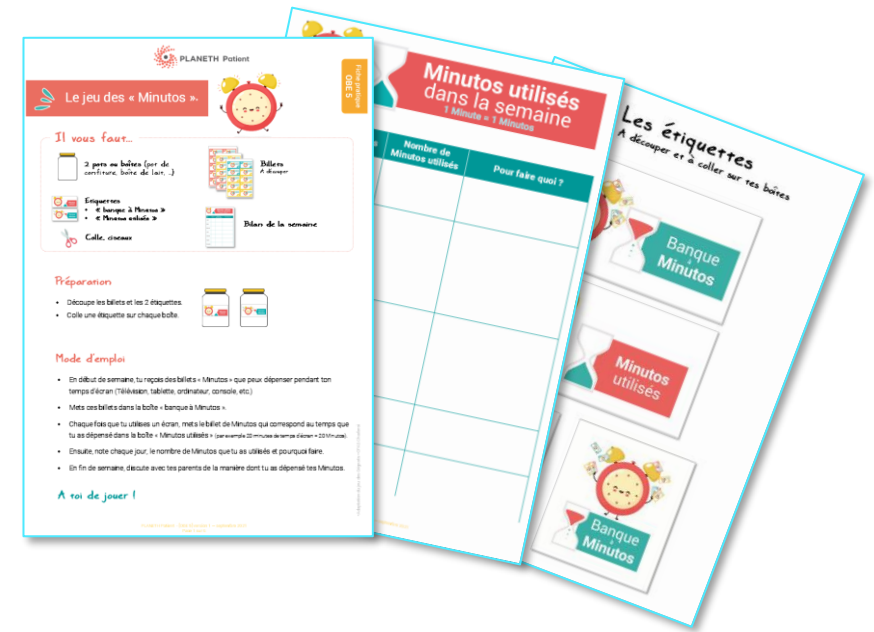 PLANETH Patient
Fiche pratique
OBE 5
Le jeu des « Minutos ».
Il vous faut...
2 pots ou boîtes (pot de
confiture, boîte de lait, ..)
Billets
A découper
Etiquettes
• « banque à Minutos »
• « Minutos utilisés »
Bilan de la semaine
Colle, ciseaux
Préparation
• Découpe les billets et les 2 étiquettes.
• Colle une étiquette sur chaque boîte.
Mode d'emploi
• En début de semaine, tu reçois des billets « Minutos » que peux dépenser pendant ton
temps d'écran (Télévision, tablette, ordinateur, console, etc.)
• Mets ces billets dans la boîte « banque à Minutos ».
• Chaque fois que tu utilises un écran, mets le billet de Minutos qui correspond au temps que
tu as dépensé dans la boîte « Minutos utilisés » (par exemple 20 minutes de temps d'écran = 20 Minutos).
• Ensuite, note chaque jour, le nombre de Minutos que tu as utilisés et pourquoi faire.
• En fin de semaine, discute avec tes parents de la manière dont tu as dépensé tes Minutos.
A toi de jouer !
Minutos utilisés
dans la semaine
1 Minute = 1 Minutos
Nombre de
Minutos utilisés
Pour faire quoi ?
Les étiquettes
A découper et à coller sur tes boîtes
Banque
à
Minutos
Minutos
utilisés
Banque
à
Minutos